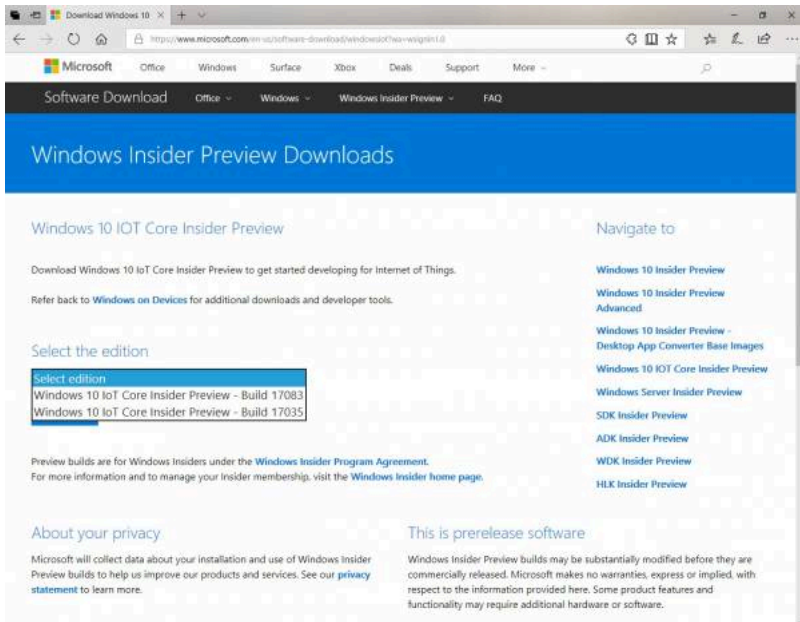 Download Windows 10
https://www.microsoft.com/en-us/software-download/windowsiot?wa=wsignin1.0
Microsoft Office Windows Surface Xbox Deals Support More
Software Download Office Windows Windows Insider Preview FAQ
Windows Insider Preview Downloads
Windows 10 IOT Core Insider Preview
Download Windows 10 IoT Core Insider Preview to get started developing for Internet of Things.
Refer back to Windows on Devices for additional downloads and developer tools.
Select the edition
Select edition
Windows 10 IoT Core Insider Preview - Build 17083
Windows 10 IoT Core Insider Preview - Build 17035
Preview builds are for Windows Insiders under the Windows Insider Program Agreement.
For more information and to manage your Insider membership, visit the Windows Insider home page.
Navigate to
Windows 10 Insider Preview
Windows 10 Insider Preview
Advanced
Windows 10 Insider Preview -
Desktop App Converter Base Images
Windows 10 IOT Core Insider Preview
Windows Server Insider Preview
SDK Insider Preview
ADK Insider Preview
WDK Insider Preview
HLK Insider Preview
About your privacy
Microsoft will collect data about your installation and use of Windows Insider
Preview builds to help us improve our products and services. See our privacy
statement to learn more.
This is prerelease software
Windows Insider Preview builds may be substantially modified before they are
commercially released. Microsoft makes no warranties, express or implied, with
respect to the information provided here. Some product features and
functionality may require additional hardware or software.